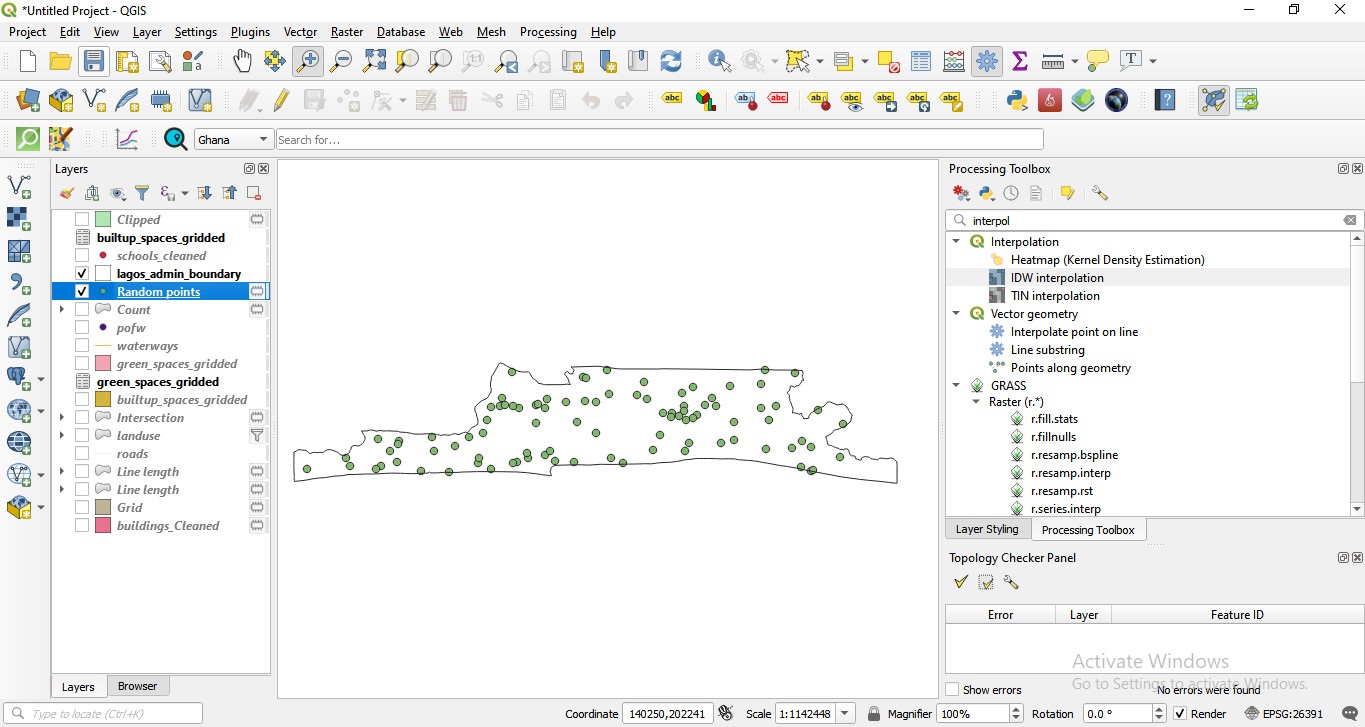 *Untitled Project - QGIS
Project Edit View Layer Settings Plugins Vector Raster Database Web Mesh Processing Help
abc abc
Ghana Search for...
Layers
Clipped
builtup_spaces_gridded
schools_cleaned
lagos_admin_boundary
Random points
Count
pofw
waterways
green_spaces_gridded
green_spaces_gridded
builtup_spaces_gridded
Intersection
landuse
roads
Line length
Line length
Grid
buildings_Cleaned
Layers Browser
Processing Toolbox
interpol
Interpolation
Heatmap (Kernel Density Estimation)
IDW interpolation
TIN interpolation
Vector geometry
Interpolate point on line
Line substring
Points along geometry
GRASS
Raster (r.*)
r.fill.stats
r.fillnulls
r.resamp.bspline
r.resamp.interp
r.resamp.rst
r.series.interp
Layer Styling Processing Toolbox
Topology Checker Panel
Error Layer Feature ID
Activate Windows
Go to Settings to activate Windows.
Show errors No errors were found
Type to locate (Ctrl+K) Coordinate 140250,202241 Scale 1:1142448 Magnifier 100% Rotation 0.0 ° Render EPSG:26391